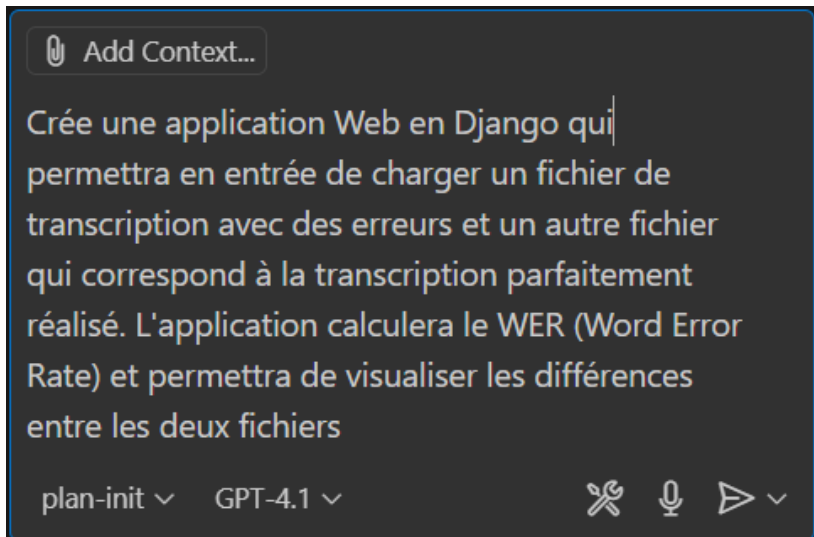 Add Context...
Crée une application Web en Django qui
permettra en entrée de charger un fichier de
transcription avec des erreurs et un autre fichier
qui correspond à la transcription parfaitement
réalisé. L'application calculera le WER (Word Error
Rate) et permettra de visualiser les différences
entre les deux fichiers
plan-init GPT-4.1